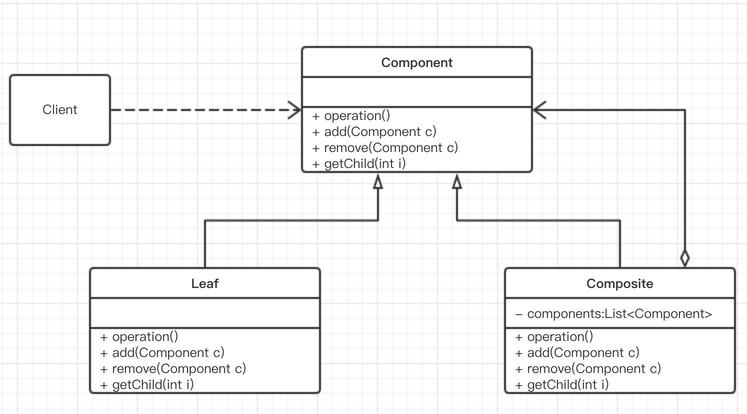 Component
Client
+ operation()
+ add(Component c)
+ remove(Component c)
+ getChild(int i)
Leaf
+ operation()
+ add(Component c)
+ remove(Component c)
+ getChild(int i)
Composite
- components:List<Component>
+ operation()
+ add(Component c)
+ remove(Component c)
+ getChild(int i)